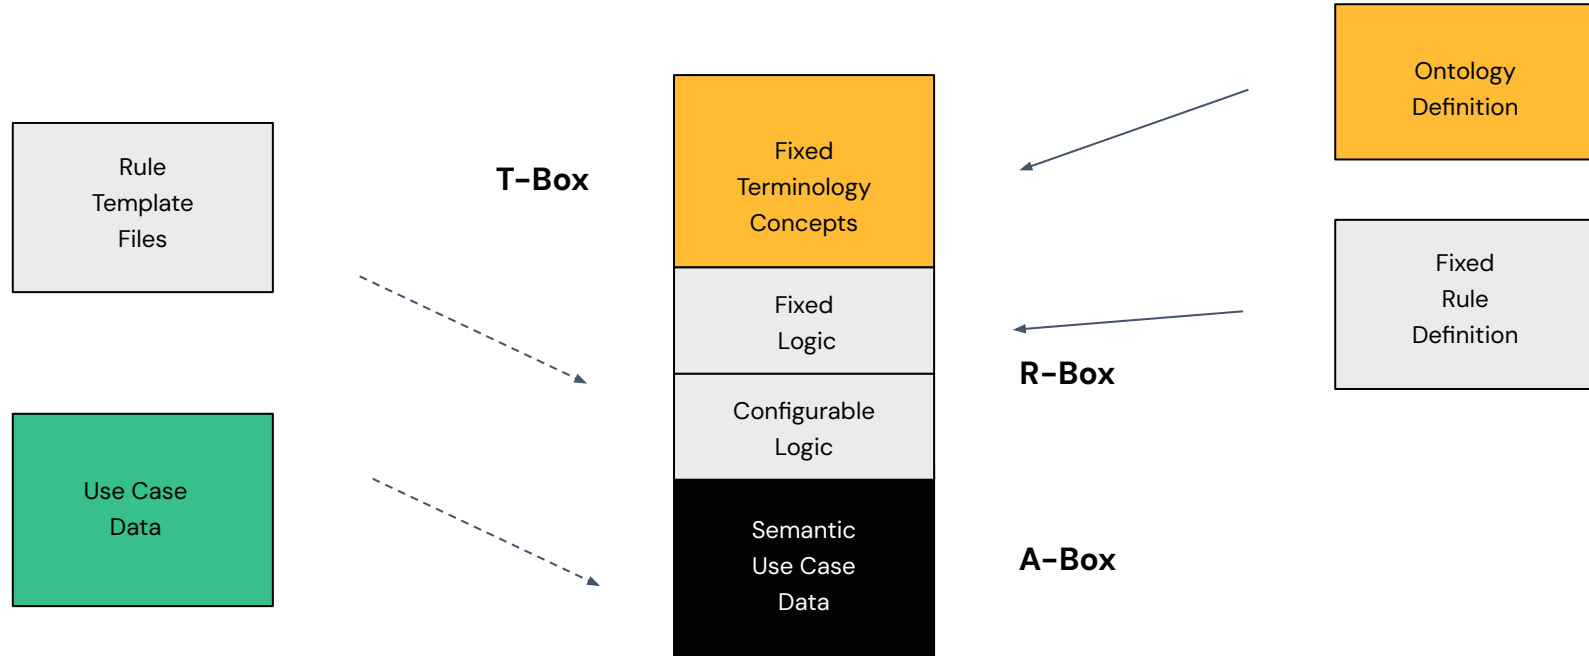 Ontology
Definition
Rule
Template
Files
T-Box
Fixed
Terminology
Concepts
Fixed
Rule
Definition
Fixed
Logic
R-Box
Configurable
Logic
Use Case
Data
Semantic
Use Case
Data
A-Box